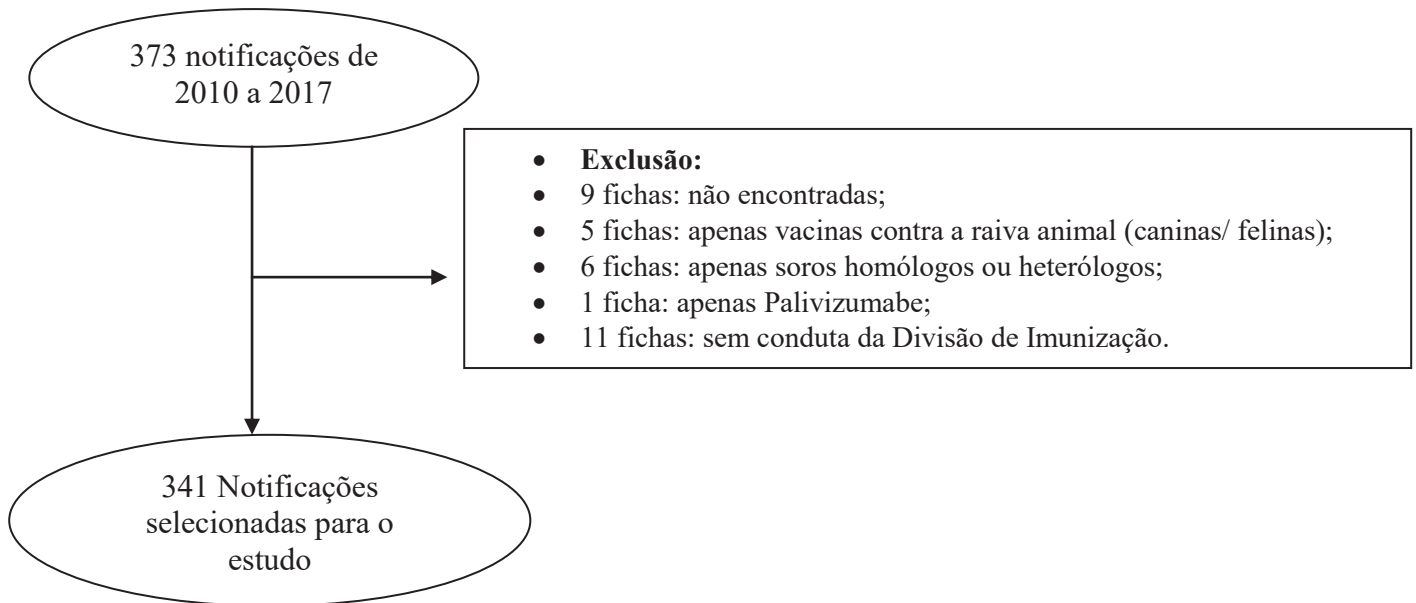 373 notificações de
2010 a 2017
• Exclusão:
• 9 fichas: não encontradas;
• 5 fichas: apenas vacinas contra a raiva animal (caninas/ felinas);
• 6 fichas: apenas soros homólogos ou heterólogos;
• 1 ficha: apenas Palivizumabe;
• 11 fichas: sem conduta da Divisão de Imunização.
341 Notificações
selecionadas para o
estudo